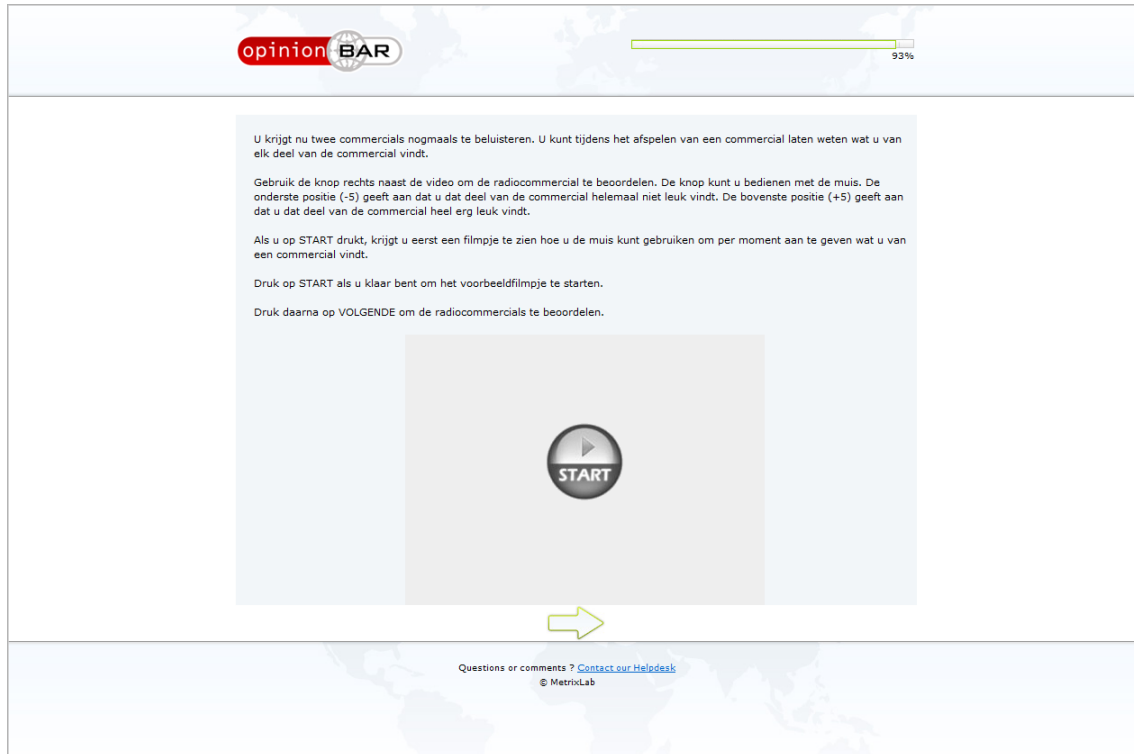 opinion BAR
93%
U krijgt nu twee commercials nogmaals te beluisteren. U kunt tijdens het afspelen van een commercial laten weten wat u van
elk deel van de commercial vindt.
Gebruik de knop rechts naast de video om de radiocommercial te beoordelen. De knop kunt u bedienen met de muis. De
onderste positie (-5) geeft aan dat u dat deel van de commercial helemaal niet leuk vindt. De bovenste positie (+5) geeft aan
dat u dat deel van de commercial heel erg leuk vindt.
Als u op START drukt, krijgt u eerst een filmpje te zien hoe u de muis kunt gebruiken om per moment aan te geven wat u van
een commercial vindt.
Druk op START als u klaar bent om het voorbeeldfilmpje te starten.
Druk daarna op VOLGENDE om de radiocommercials te beoordelen.
START
Questions or comments ? Contact our Helpdesk
© MetrixLab